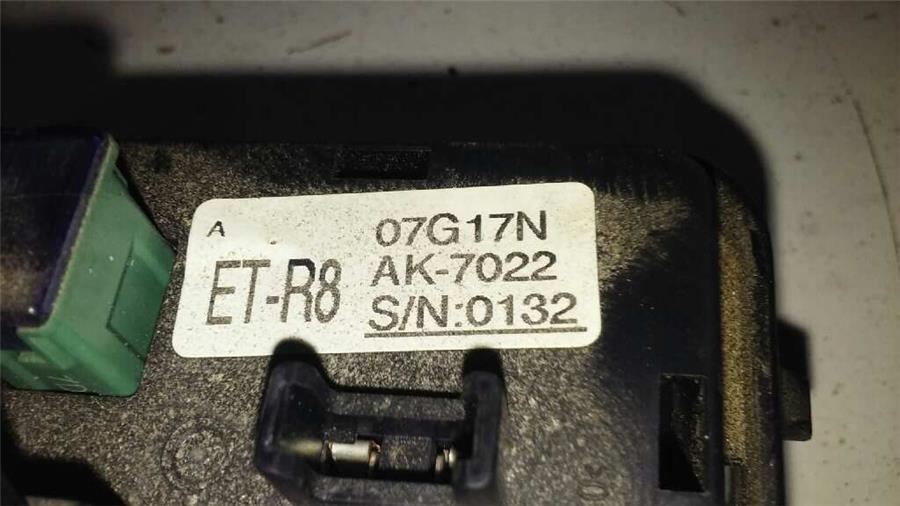 A
07G17N
ET-R8
AK-7022
S/N:0132